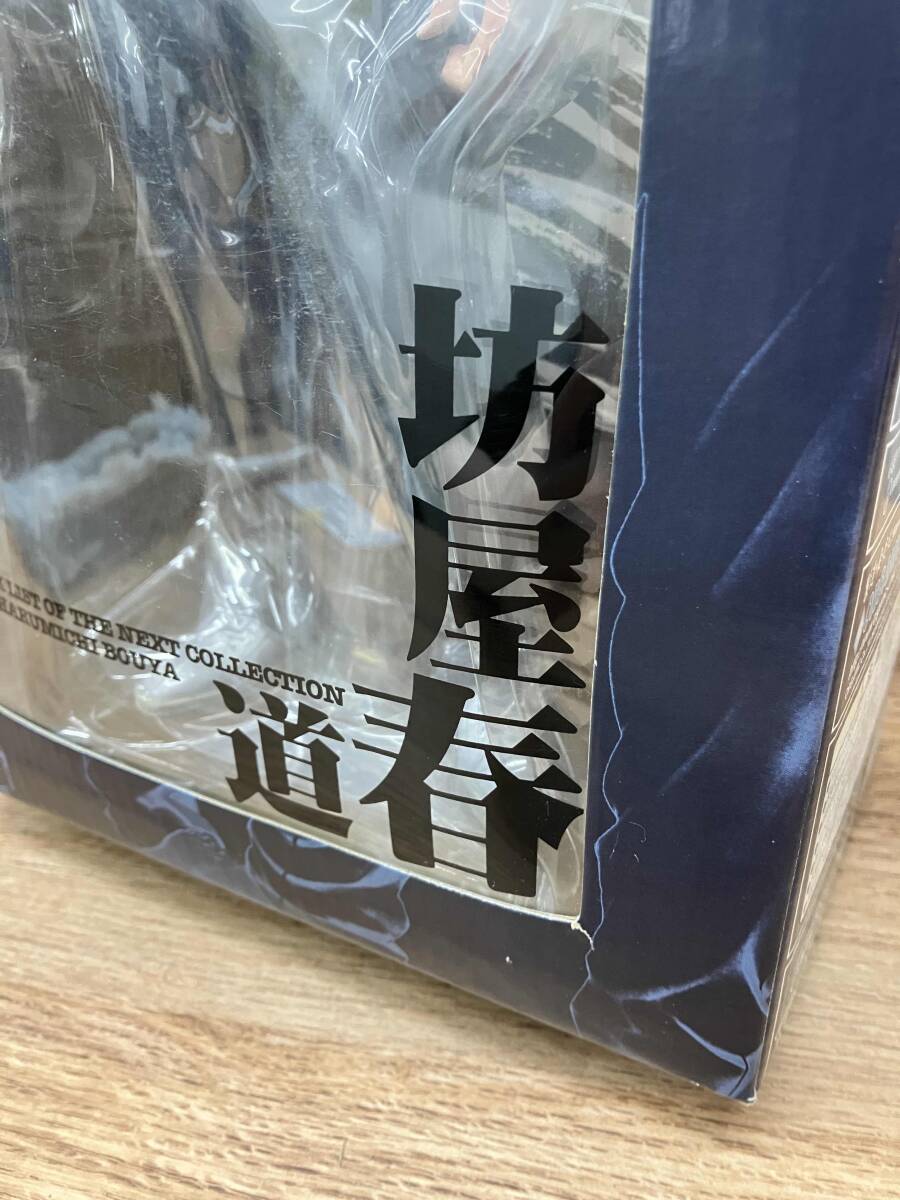 坊屋春道
LIST OF THE NEXT COLLECTION
HARUMICHI BOUYA